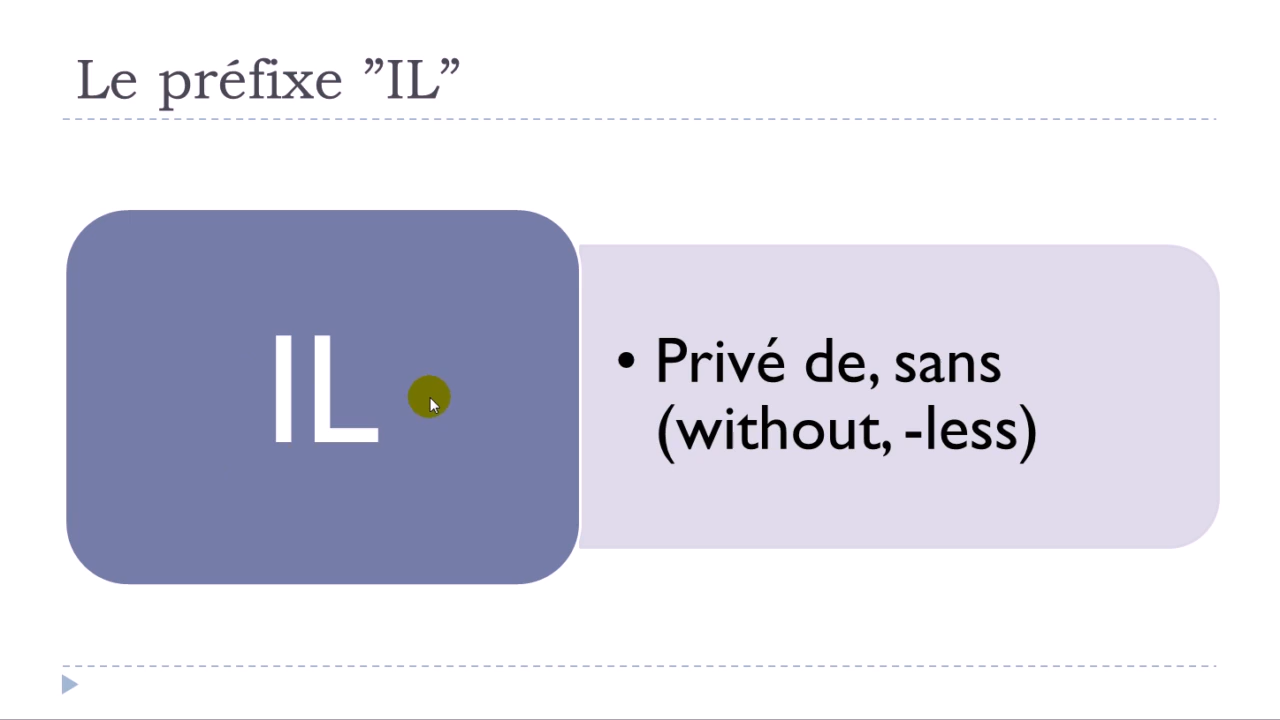 Le préfixe ”IL”
IL
• Privé de, sans
(without, -less)